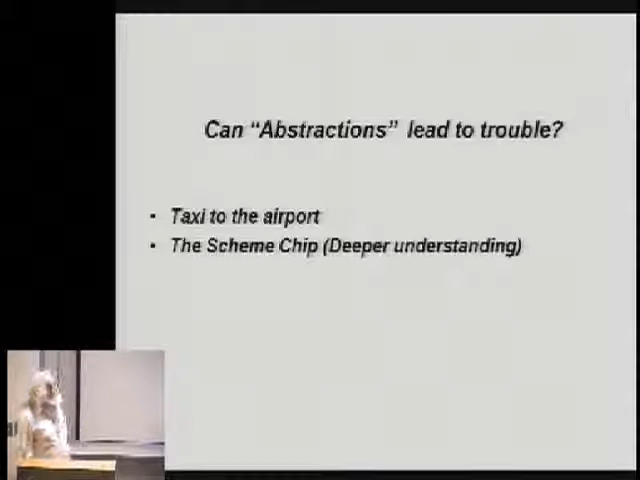 Can “Abstractions” lead to trouble?
• Taxi to the airport
• The Scheme Chip (Deeper understanding)